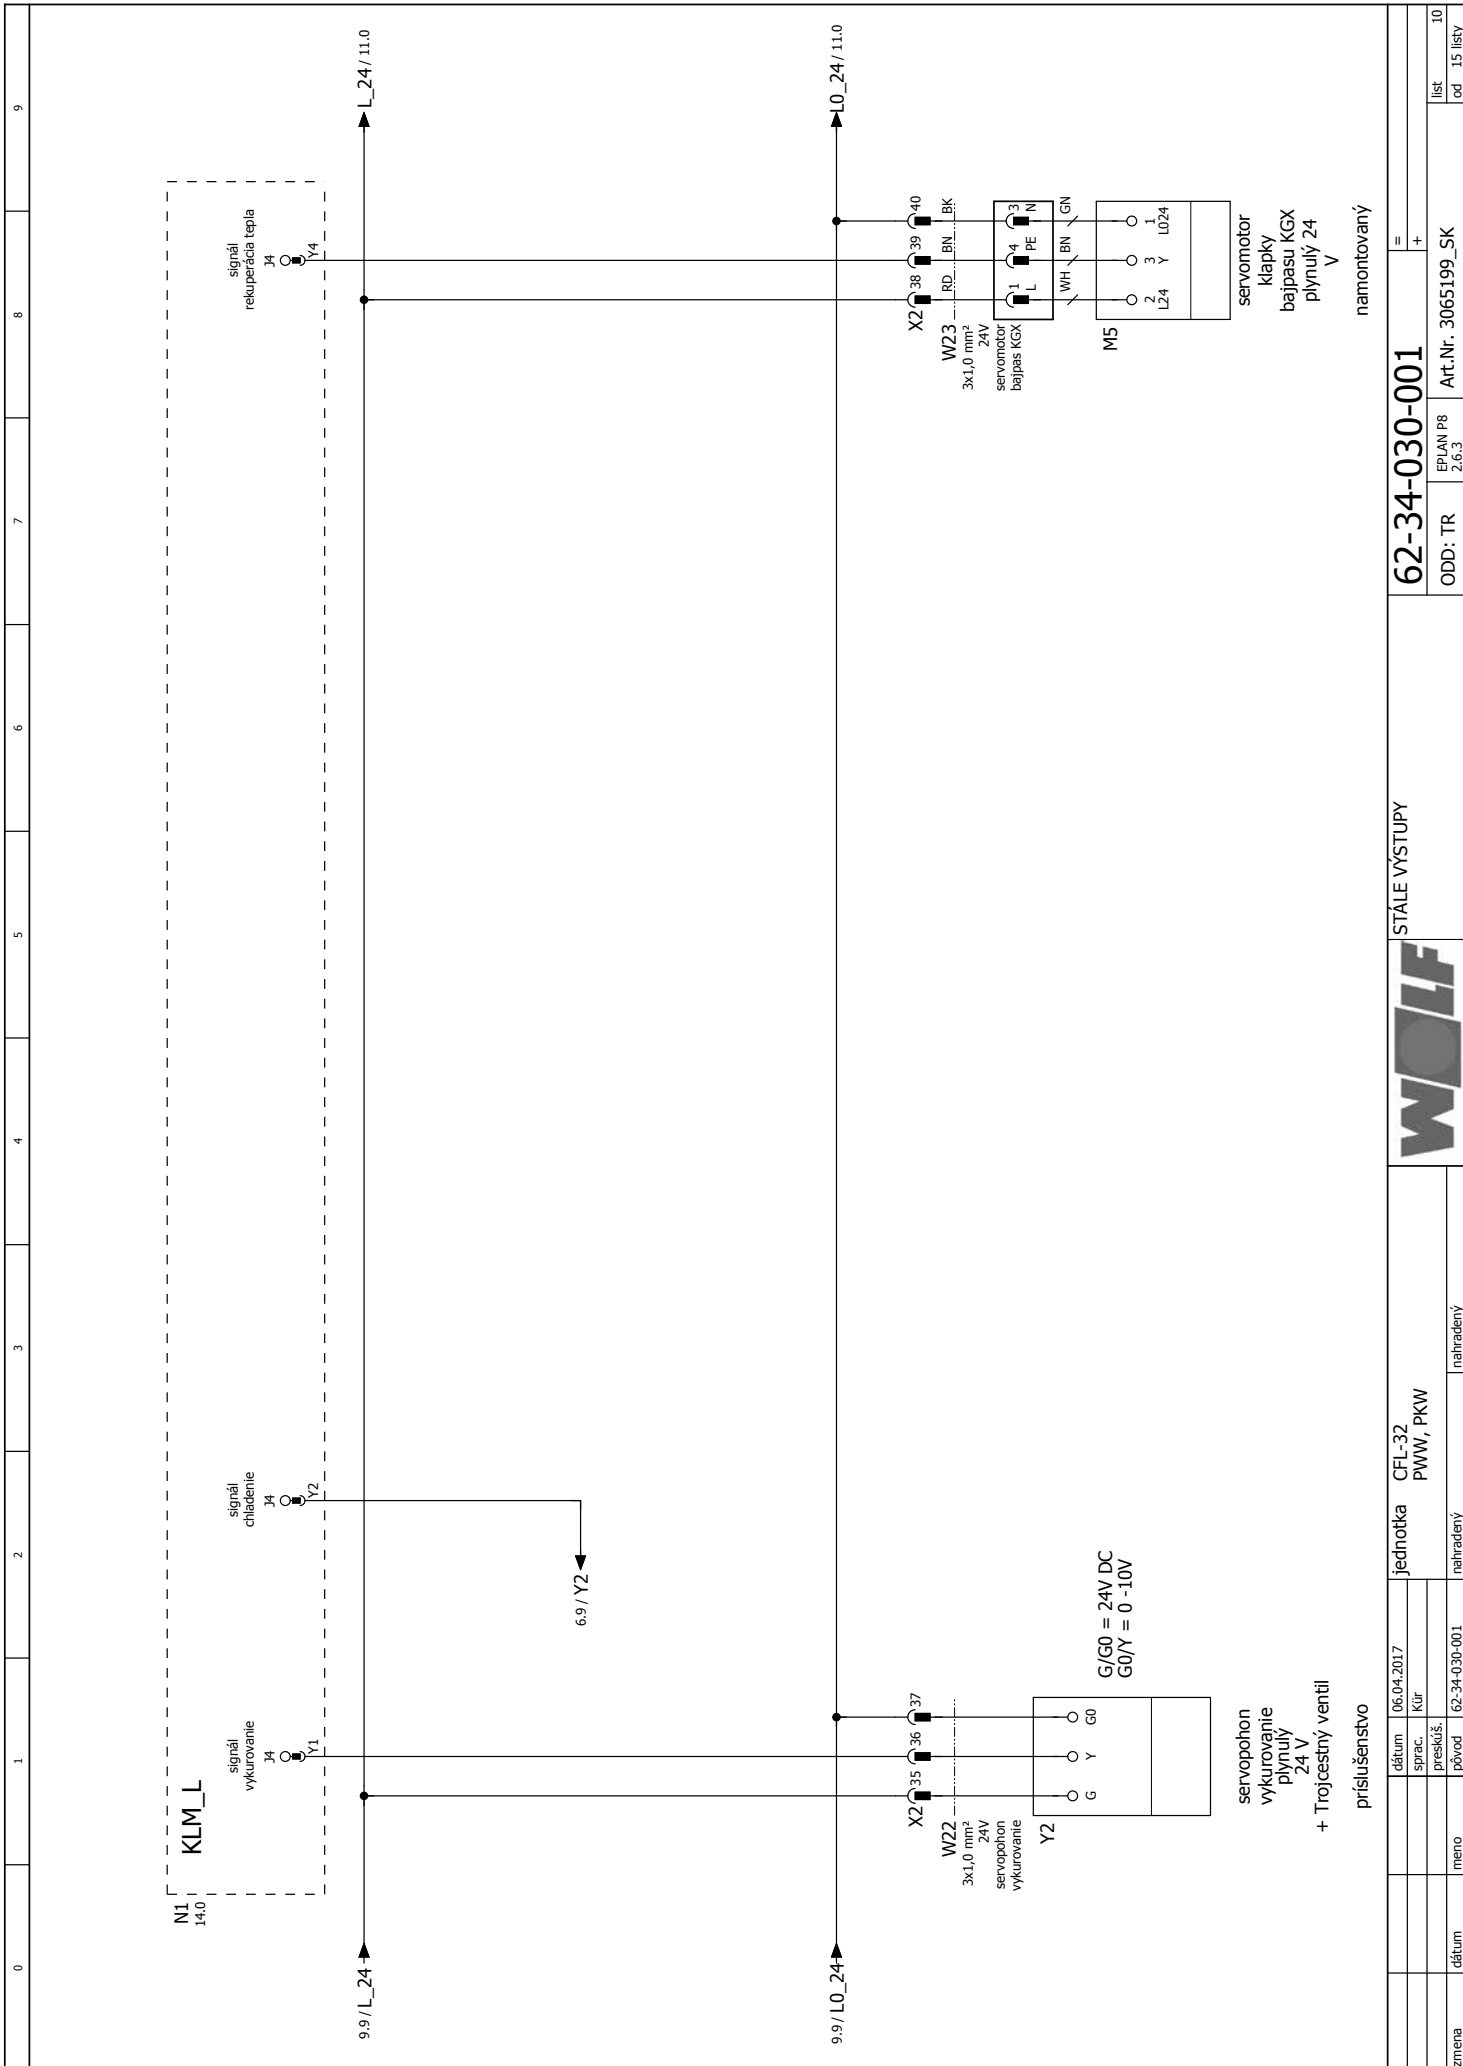 0 1 2 3 4 5 6 7 8 9
N1
14.0
KLM_L
signál
vykurovanie
J4
Y1
signál
chladenie
J4
Y2
signál
rekuperácia tepla
J4
Y4
9.9 / L_24
L_24 / 11.0
6.9 / Y2
9.9 / L0_24
L0_24 / 11.0
X2 35 36 37
W22
3x1,0 mm²
24V
servopohon
vykurovanie
Y2
G Y G0
G/G0 = 24V DC
G0/Y = 0 -10V
servopohon
vykurovanie
plynulý
24 V
+ Trojcestný ventil
príslušenstvo
X2 38 39 40
W23
RD BN BK
3x1,0 mm²
24V
servomotor
bajpas KGX
1 4 3
L PE N
WH BN GN
M5
2 3 1
L24 Y L024
servomotor
klapky
bajpasu KGX
plynulý 24
V
namontovaný
zmena
dátum
meno
dátum 06.04.2017
sprac. Kür
preskúš.
pôvod 62-34-030-001
jednotka CFL-32
PWW, PKW
nahradený
nahradený
WOLF
STÁLE VÝSTUPY
62-34-030-001
=
+
ODD: TR
EPLAN P8
2.6.3
Art.Nr. 3065199_SK
list 10
od 15 listy